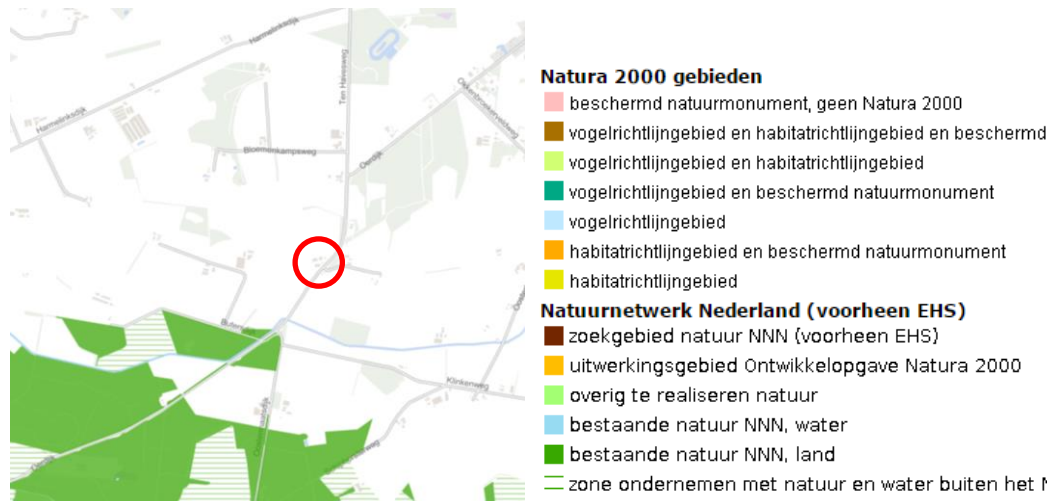 Harmelinksdijk
Harmelinksdijk
Ten Havesweg
Bloemenkampsweg
Oerdijk
Klinkenweg
Natura 2000 gebieden
beschermd natuurmonument, geen Natura 2000
vogelrichtlijngebied en habitatrichtlijngebied en beschermd
vogelrichtlijngebied en habitatrichtlijngebied
vogelrichtlijngebied en beschermd natuurmonument
vogelrichtlijngebied
habitatrichtlijngebied en beschermd natuurmonument
habitatrichtlijngebied
Natuurnetwerk Nederland (voorheen EHS)
zoekgebied natuur NNN (voorheen EHS)
uitwerkingsgebied Ontwikkelopgave Natura 2000
overig te realiseren natuur
bestaande natuur NNN, water
bestaande natuur NNN, land
zone ondernemen met natuur en water buiten het N